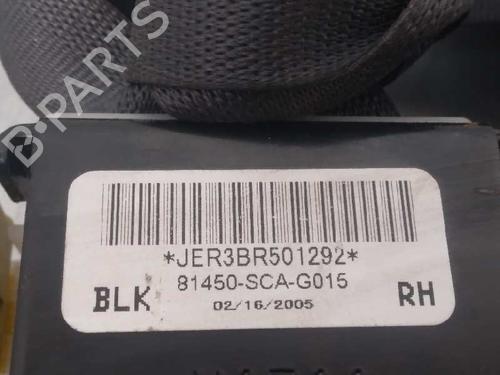 B-PARTS
*JER3BR501292*
81450-SCA-G015
BLK
02/16/2005
RH